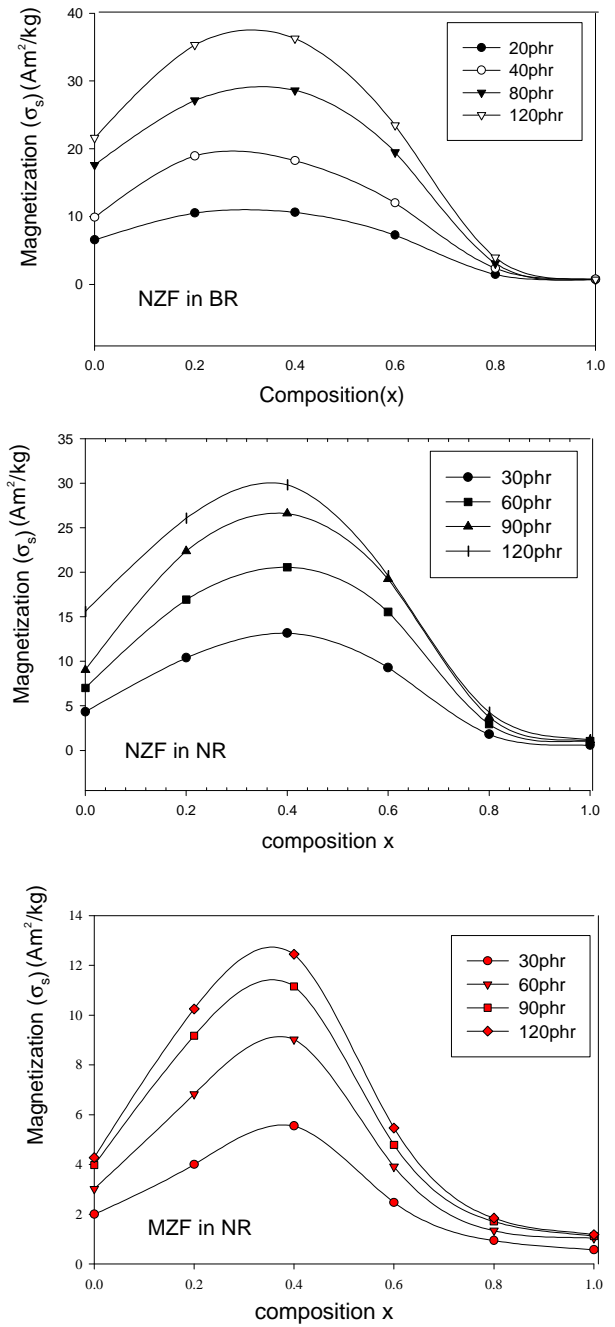 Magnetization (σs) (Am²/kg)
40
30
20
10
0
20phr
40phr
80phr
120phr
NZF in BR
0.0 0.2 0.4 0.6 0.8 1.0
Composition(x)
Magnetization (σs) (Am²/kg)
35
30
25
20
15
10
5
0
30phr
60phr
90phr
120phr
NZF in NR
0.0 0.2 0.4 0.6 0.8 1.0
composition x
Magnetization (σs) (Am²/kg)
14
12
10
8
6
4
2
0
30phr
60phr
90phr
120phr
MZF in NR
0.0 0.2 0.4 0.6 0.8 1.0
composition x